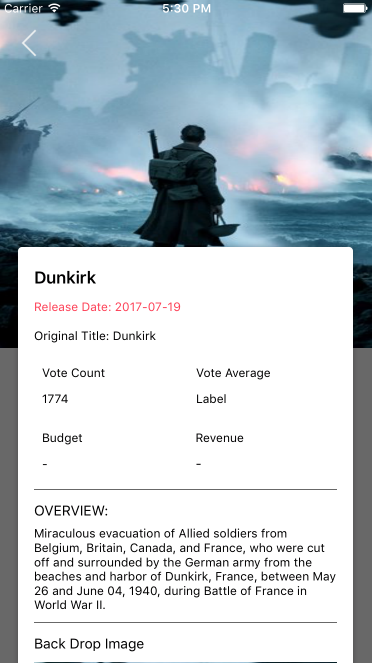 Carrier 5:30 PM
Dunkirk
Release Date: 2017-07-19
Original Title: Dunkirk
Vote Count Vote Average
1774 Label
Budget Revenue
- -
OVERVIEW:
Miraculous evacuation of Allied soldiers from
Belgium, Britain, Canada, and France, who were cut
off and surrounded by the German army from the
beaches and harbor of Dunkirk, France, between May
26 and June 04, 1940, during Battle of France in
World War II.
Back Drop Image